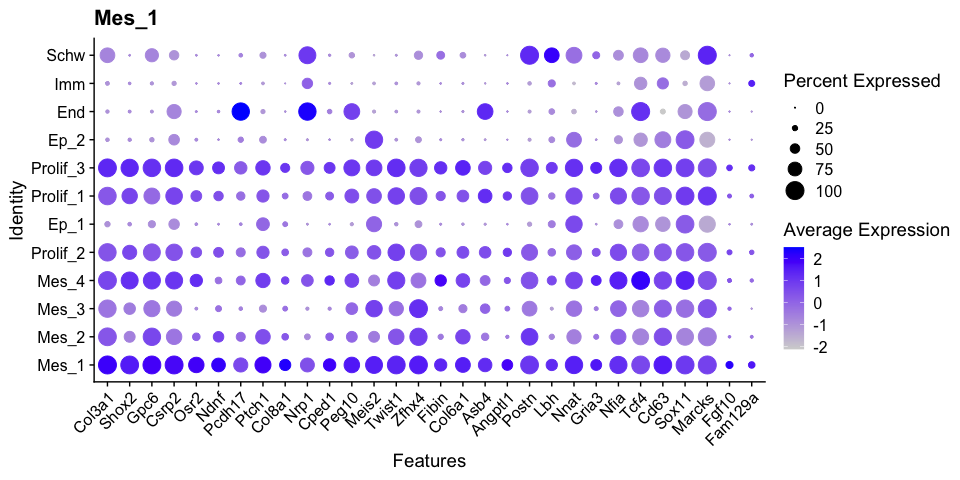 Mes_1
Identity
Schw
Imm
End
Ep_2
Prolif_3
Prolif_1
Ep_1
Prolif_2
Mes_4
Mes_3
Mes_2
Mes_1
Col3a1
Shox2
Gpc6
Csrp2
Osr2
Ndnf
Pcdh17
Ptch1
Col8a1
Nrp1
Cped1
Peg10
Meis2
Twist1
Zfhx4
Fibin
Col6a1
Asb4
Angptl1
Postn
Lbh
Nnat
Gria3
Nfia
Tcf4
Cd63
Sox11
Marcks
Fgf10
Fam129a
Features
Percent Expressed
0
25
50
75
100
Average Expression
2
1
0
-1
-2